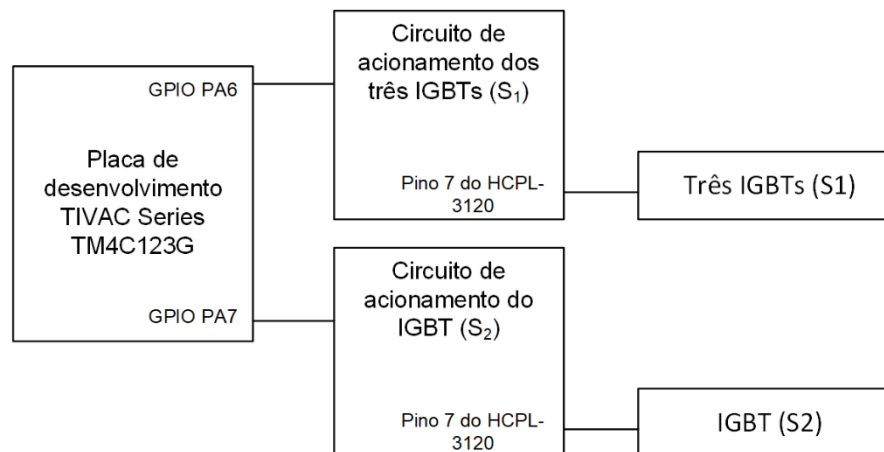 GPIO PA6
Placa de
desenvolvimento
TIVAC Series
TM4C123G
GPIO PA7
Circuito de
acionamento dos
três IGBTs (S₁)
Pino 7 do HCPL-
3120
Três IGBTs (S1)
Circuito de
acionamento do
IGBT (S₂)
Pino 7 do HCPL-
3120
IGBT (S2)